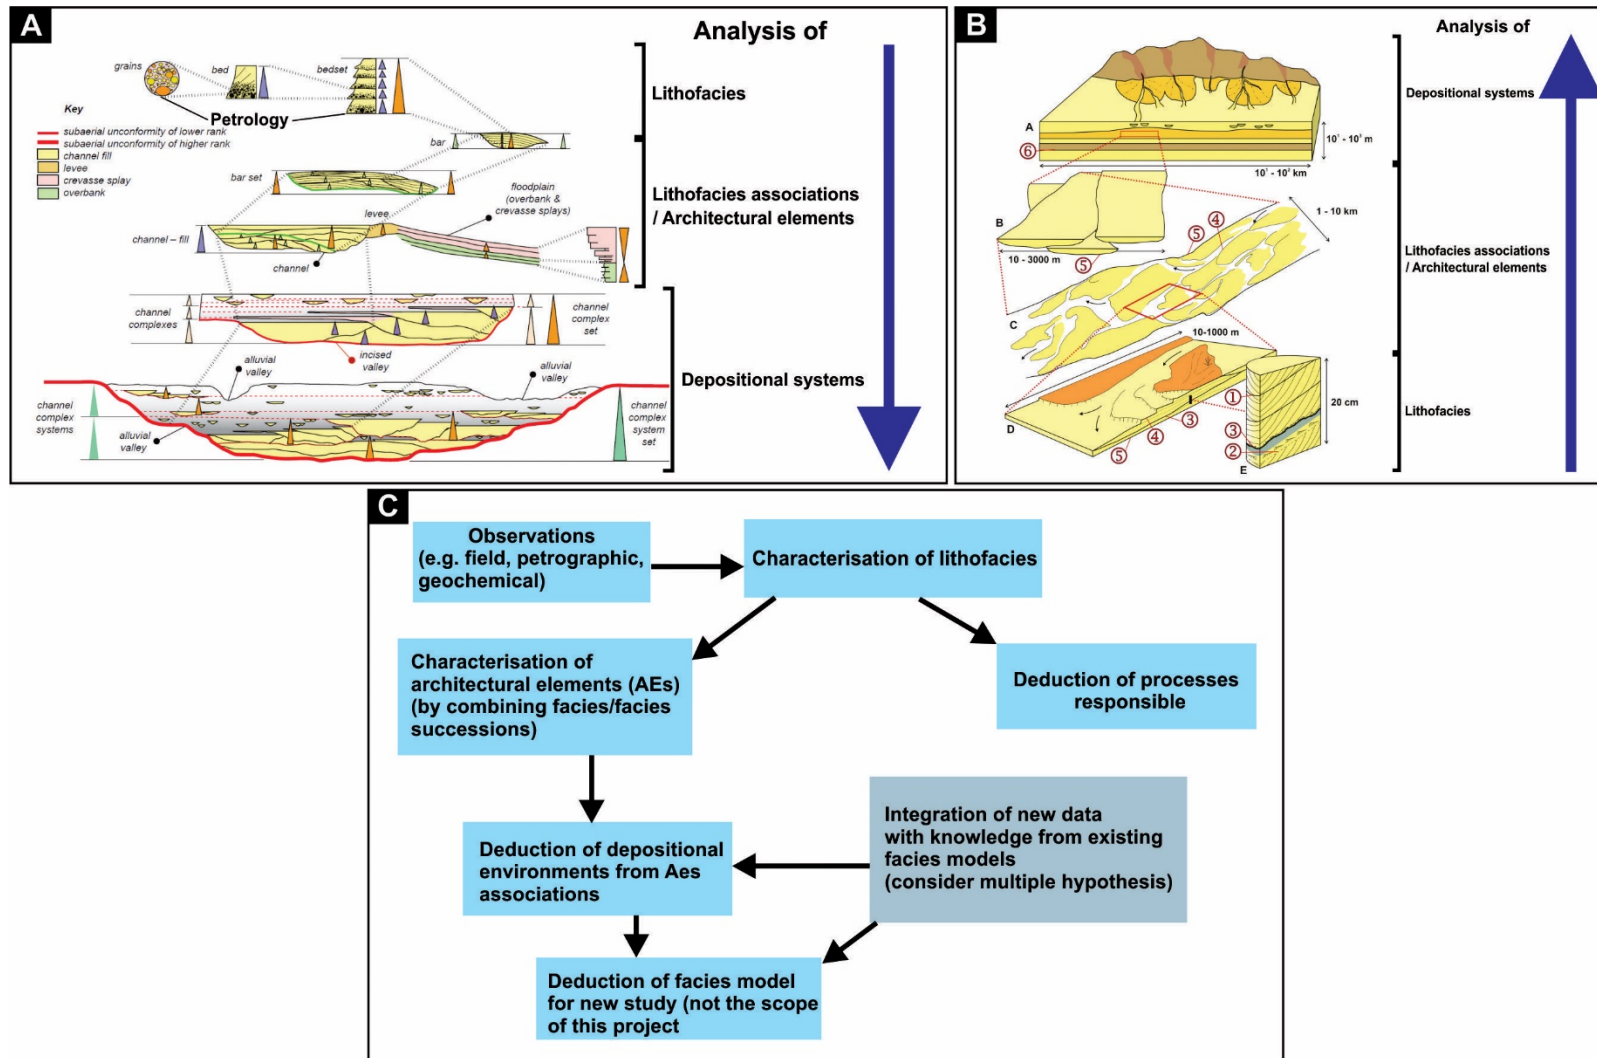 A
Analysis of
grains
bed
bedset
Petrology
Key
subaerial unconformity of lower rank
subaerial unconformity of higher rank
channel fill
levee
crevasse splay
overbank
Lithofacies
bar
bar set
Lithofacies associations
/ Architectural elements
floodplain
(overbank &
crevasse splays)
levee
channel – fill
channel
channel
complexes
channel
complex
set
incised
valley
alluvial
valley
alluvial
valley
Depositional systems
channel
complex
systems
alluvial
valley
channel
complex
system
set
B
Analysis of
Depositional systems
A
10¹ - 10³ m
⑥
10¹ - 10² km
B
④
⑤
1 - 10 km
10 - 3000 m
⑤
Lithofacies associations
/ Architectural elements
C
10-1000 m
①
20 cm
Lithofacies
③
③
②
D
④
⑤
E
C
Observations
(e.g. field, petrographic,
geochemical)
Characterisation of lithofacies
Characterisation of
architectural elements (AEs)
(by combining facies/facies
successions)
Deduction of processes
responsible
Integration of new data
with knowledge from existing
facies models
(consider multiple hypothesis)
Deduction of depositional
environments from Aes
associations
Deduction of facies model
for new study (not the scope
of this project